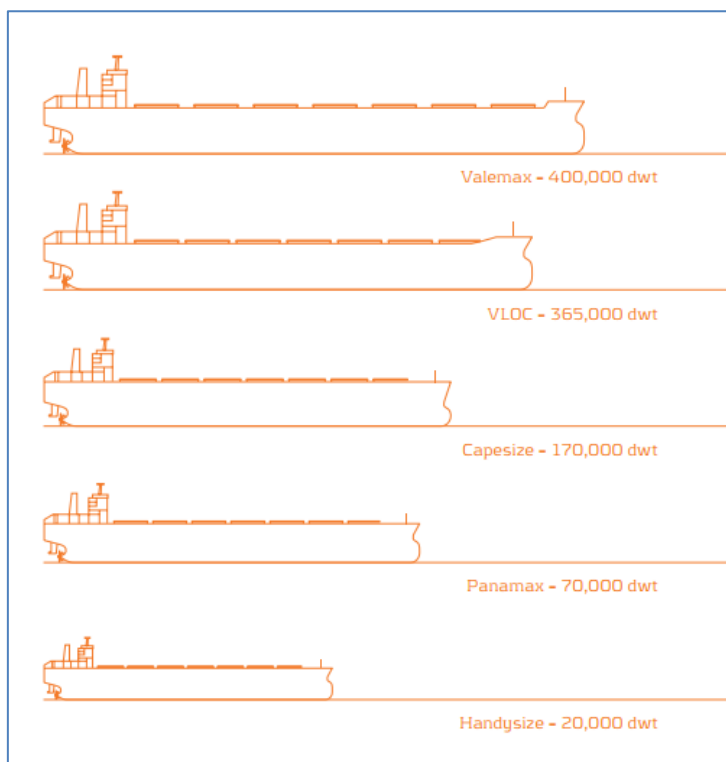 Valemax - 400,000 dwt
VLOC - 365,000 dwt
Capesize - 170,000 dwt
Panamax - 70,000 dwt
Handysize - 20,000 dwt